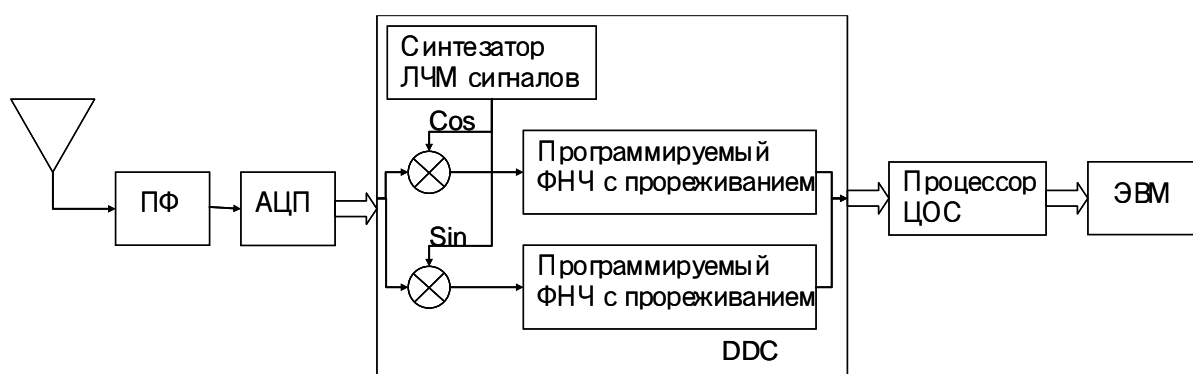 Синтезатор
ЛЧМ сигналов
Cos
Программируемый
ФНЧ с прореживанием
ПФ
АЦП
Sin
Программируемый
ФНЧ с прореживанием
DDC
Процессор
ЦОС
ЭВМ